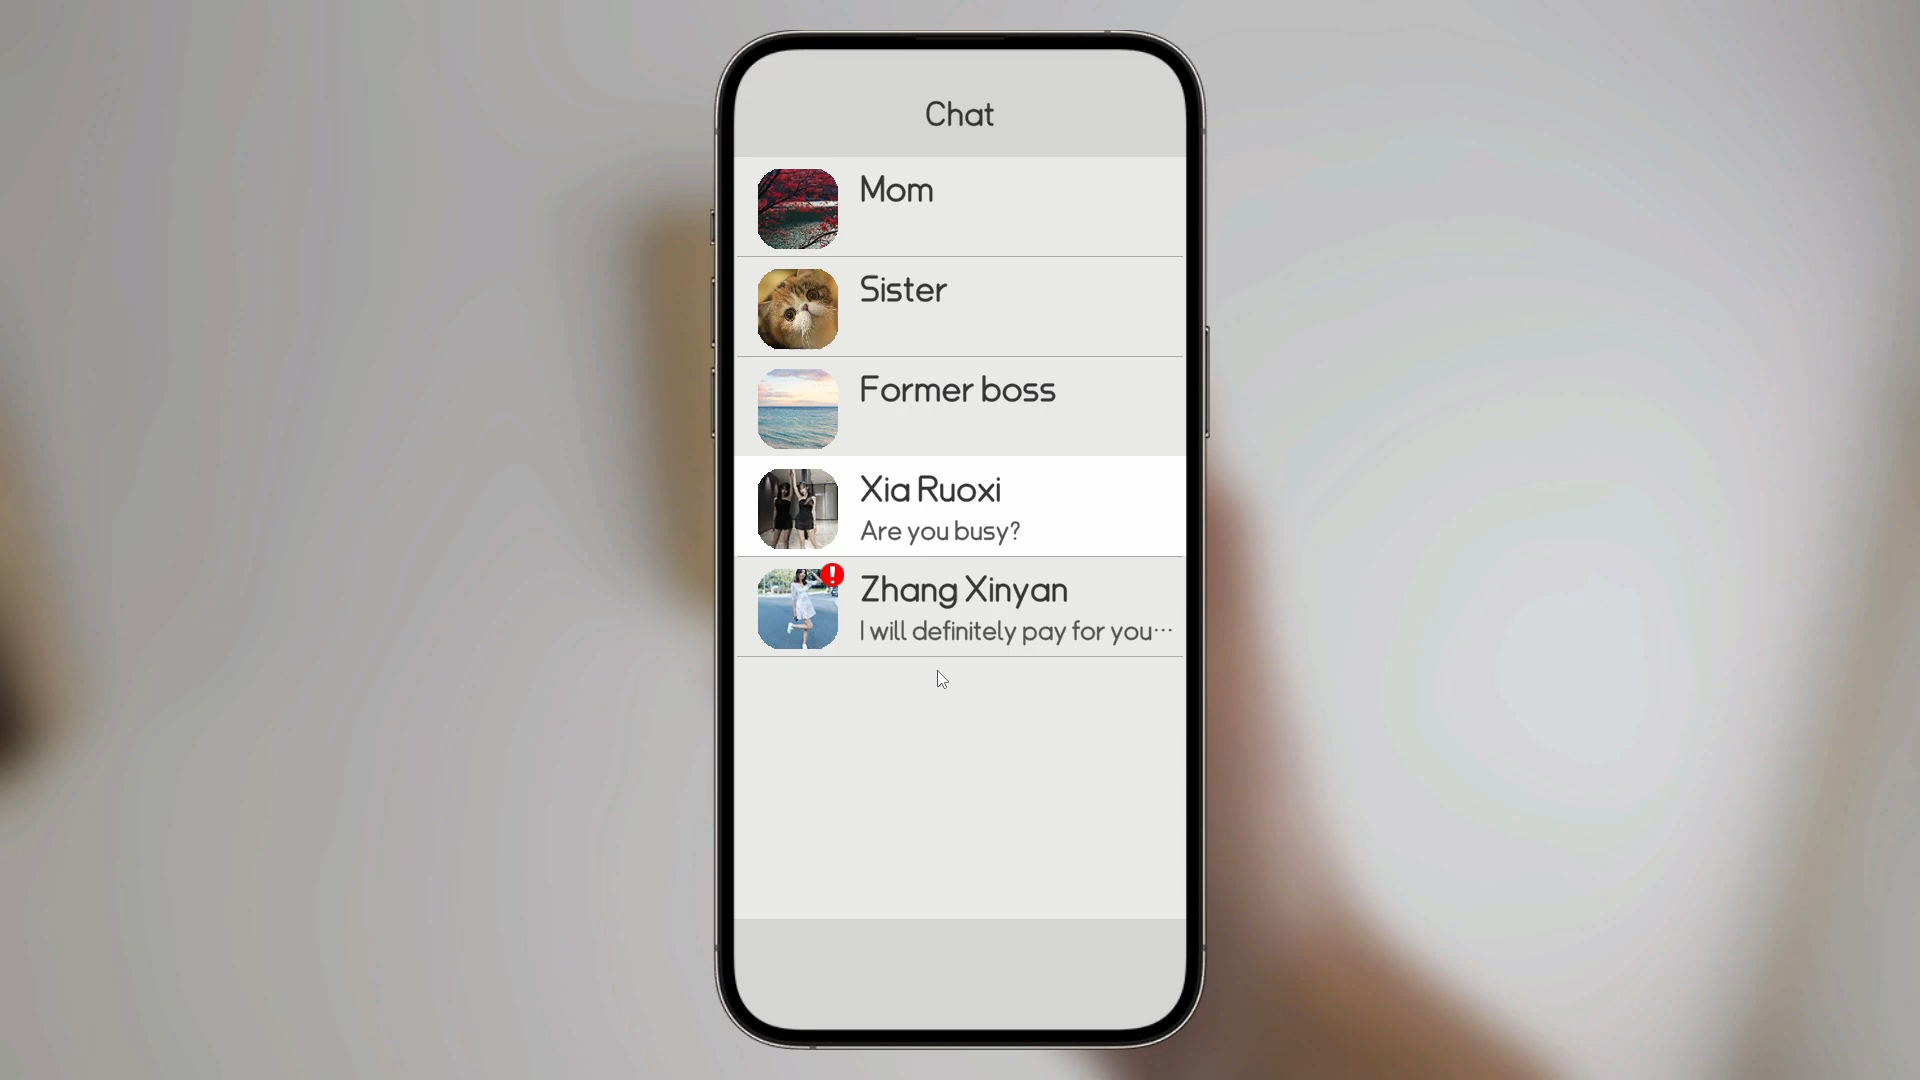 Chat
Mom
Sister
Former boss
Xia Ruoxi
Are you busy?
Zhang Xinyan
I will definitely pay for you···